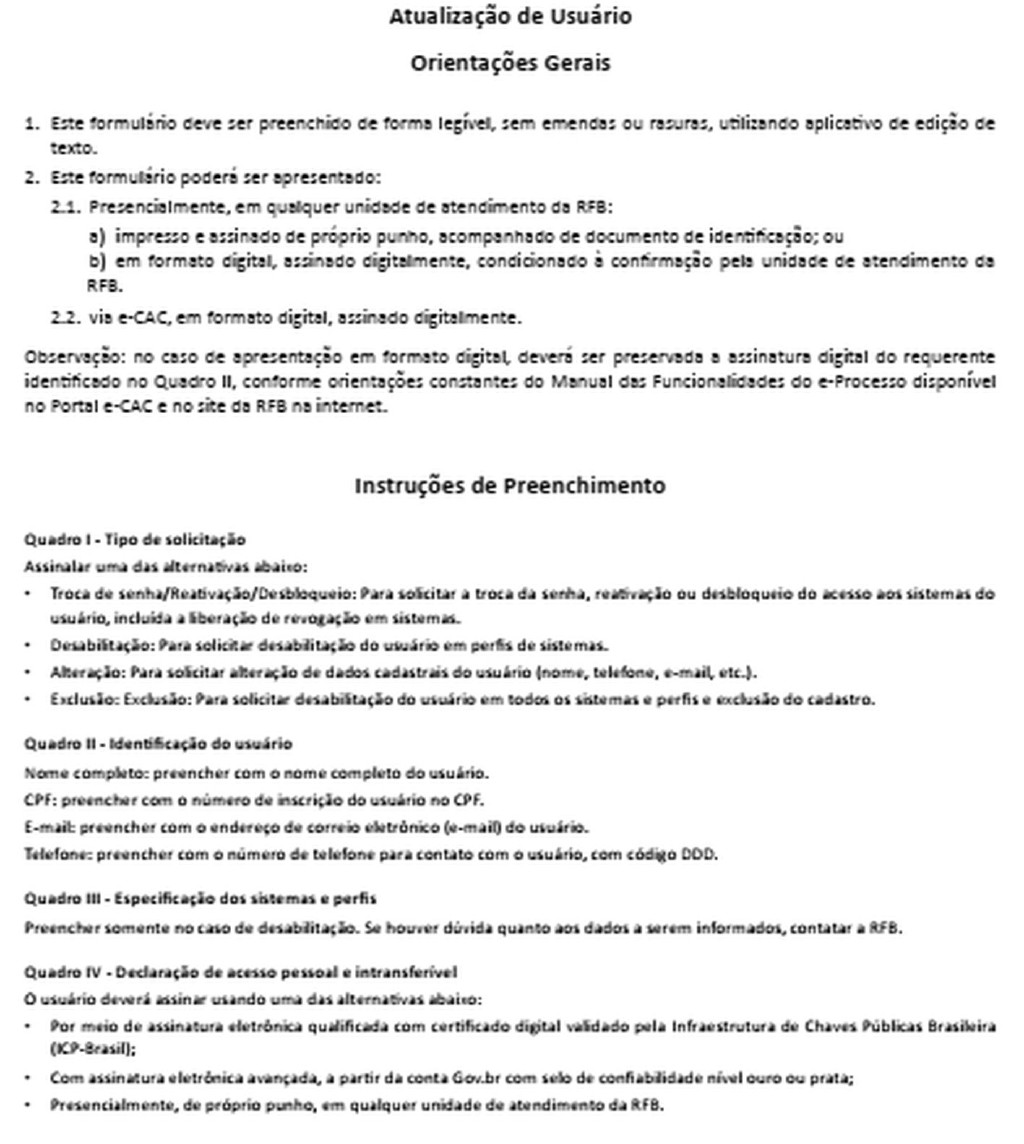 Atualização de Usuário
Orientações Gerais
1. Este formulário deve ser preenchido de forma legível, sem emendas ou rasuras, utilizando aplicativo de edição de
texto.
2. Este formulário poderá ser apresentado:
2.1. Presencialmente, em qualquer unidade de atendimento da RFB:
a) impresso e assinado de próprio punho, acompanhado de documento de identificação; ou
b) em formato digital, assinado digitalmente, condicionado à confirmação pela unidade de atendimento da
RFB.
2.2. via e-CAC, em formato digital, assinado digitalmente.
Observação: no caso de apresentação em formato digital, deverá ser preservada a assinatura digital do requerente
identificado no Quadro II, conforme orientações constantes do Manual das Funcionalidades do e-Processo disponível
no Portal e-CAC e no site da RFB na internet.
Instruções de Preenchimento
Quadro I - Tipo de solicitação
Assinalar uma das alternativas abaixo:
• Troca de senha/Reativação/Desbloqueio: Para solicitar a troca da senha, reativação ou desbloqueio do acesso aos sistemas do
usuário, incluída a liberação de revogação em sistemas.
• Desabilitação: Para solicitar desabilitação do usuário em perfis de sistemas.
• Alteração: Para solicitar alteração de dados cadastrais do usuário (nome, telefone, e-mail, etc.).
• Exclusão: Exclusão: Para solicitar desabilitação do usuário em todos os sistemas e perfis e exclusão do cadastro.
Quadro II - Identificação do usuário
Nome completo: preencher com o nome completo do usuário.
CPF: preencher com o número de inscrição do usuário no CPF.
E-mail: preencher com o endereço de correio eletrônico (e-mail) do usuário.
Telefone: preencher com o número de telefone para contato com o usuário, com código DDD.
Quadro III - Especificação dos sistemas e perfis
Preencher somente no caso de desabilitação. Se houver dúvida quanto aos dados a serem informados, contatar a RFB.
Quadro IV - Declaração de acesso pessoal e intransferível
O usuário deverá assinar usando uma das alternativas abaixo:
• Por meio de assinatura eletrônica qualificada com certificado digital validado pela Infraestrutura de Chaves Públicas Brasileira
(ICP-Brasil);
• Com assinatura eletrônica avançada, a partir da conta Gov.br com selo de confiabilidade nível ouro ou prata;
• Presencialmente, de próprio punho, em qualquer unidade de atendimento da RFB.